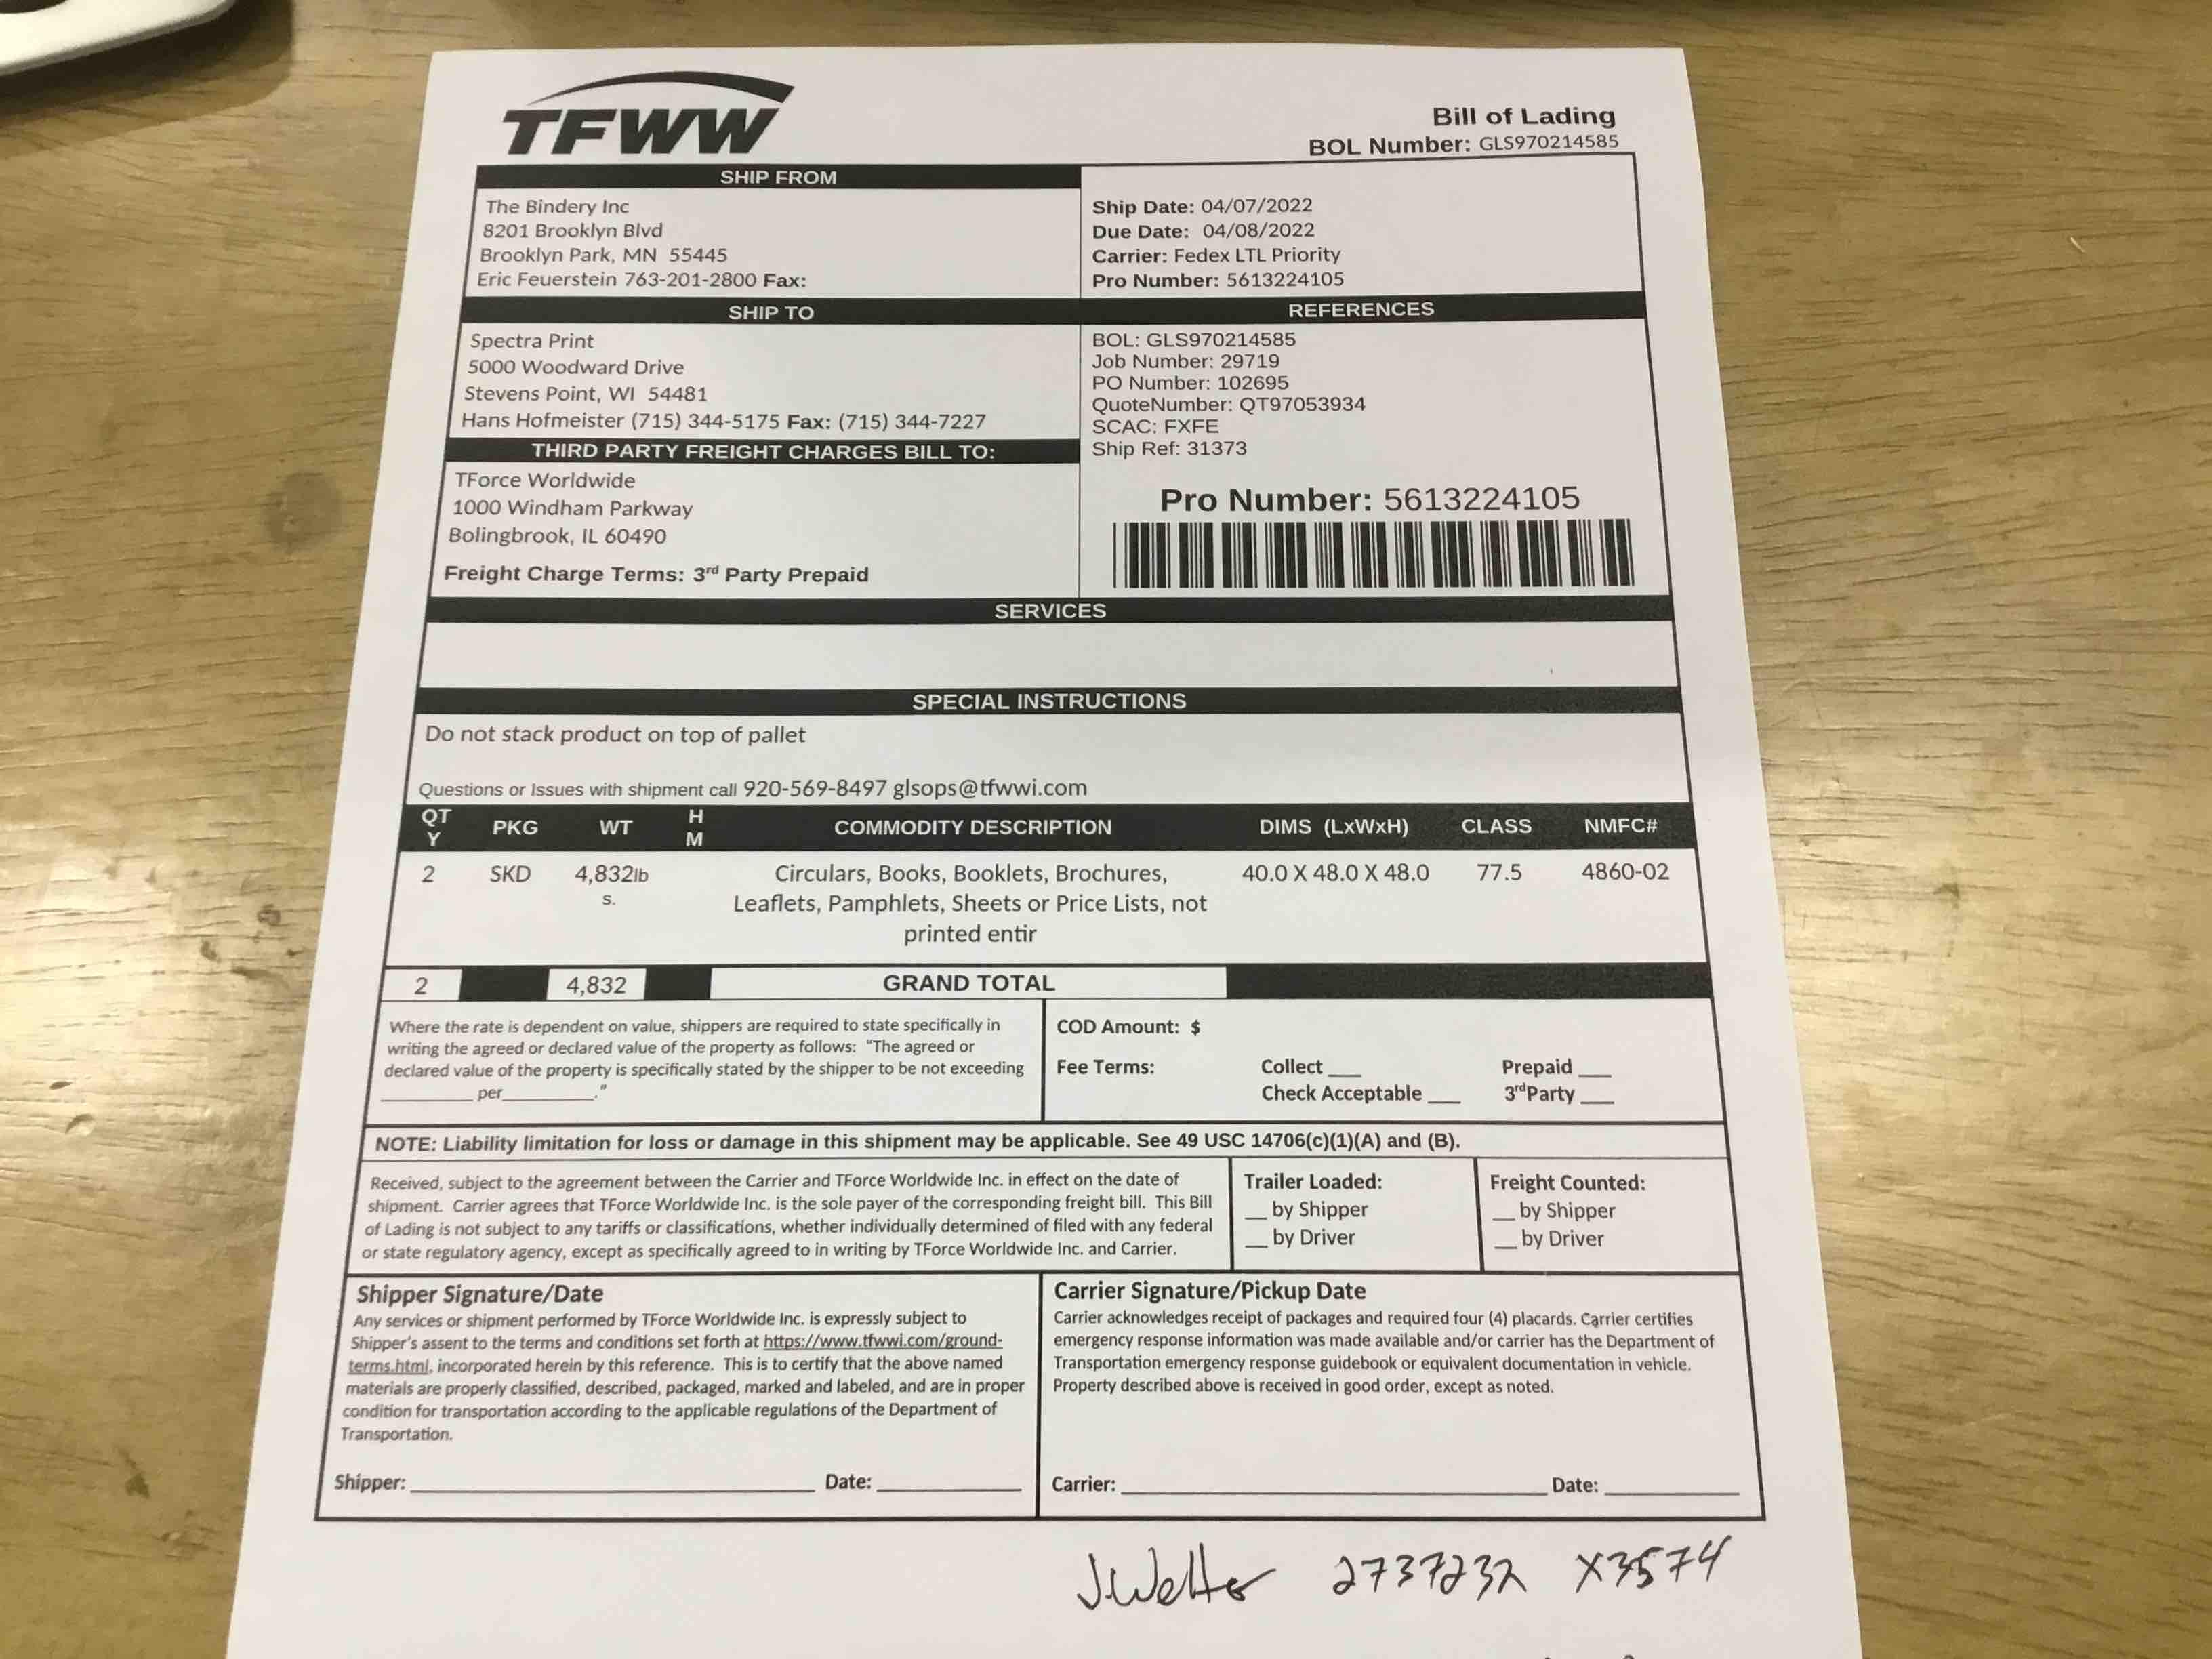 TFWW
Bill of Lading
BOL Number: GLS970214585
SHIP FROM
The Bindery Inc
8201 Brooklyn Blvd
Brooklyn Park, MN 55445
Eric Feuerstein 763-201-2800 Fax:
Ship Date: 04/07/2022
Due Date: 04/08/2022
Carrier: Fedex LTL Priority
Pro Number: 5613224105
SHIP TO
Spectra Print
5000 Woodward Drive
Stevens Point, WI 54481
Hans Hofmeister (715) 344-5175 Fax: (715) 344-7227
REFERENCES
BOL: GLS970214585
Job Number: 29719
PO Number: 102695
QuoteNumber: QT97053934
SCAC: FXFE
Ship Ref: 31373
THIRD PARTY FREIGHT CHARGES BILL TO:
TForce Worldwide
1000 Windham Parkway
Bolingbrook, IL 60490
Freight Charge Terms: 3rd Party Prepaid
Pro Number: 5613224105
SERVICES
SPECIAL INSTRUCTIONS
Do not stack product on top of pallet
Questions or Issues with shipment call 920-569-8497 glsops@tfwwi.com
QT PKG WT H COMMODITY DESCRIPTION DIMS (LxWxH) CLASS NMFC#
Y M
2 SKD 4,832lb Circulars, Books, Booklets, Brochures, 40.0 X 48.0 X 48.0 77.5 4860-02
s. Leaflets, Pamphlets, Sheets or Price Lists, not
printed entir
2 4,832 GRAND TOTAL
Where the rate is dependent on value, shippers are required to state specifically in
writing the agreed or declared value of the property as follows: "The agreed or
declared value of the property is specifically stated by the shipper to be not exceeding
__________ per__________."
COD Amount: $
Fee Terms: Collect ___ Prepaid ___
Check Acceptable ___ 3rdParty ___
NOTE: Liability limitation for loss or damage in this shipment may be applicable. See 49 USC 14706(c)(1)(A) and (B).
Received, subject to the agreement between the Carrier and TForce Worldwide Inc. in effect on the date of
shipment. Carrier agrees that TForce Worldwide Inc. is the sole payer of the corresponding freight bill. This Bill
of Lading is not subject to any tariffs or classifications, whether individually determined of filed with any federal
or state regulatory agency, except as specifically agreed to in writing by TForce Worldwide Inc. and Carrier.
Trailer Loaded:
__ by Shipper
__ by Driver
Freight Counted:
__ by Shipper
__ by Driver
Shipper Signature/Date
Any services or shipment performed by TForce Worldwide Inc. is expressly subject to
Shipper's assent to the terms and conditions set forth at https://www.tfwwi.com/ground-
terms.html, incorporated herein by this reference. This is to certify that the above named
materials are properly classified, described, packaged, marked and labeled, and are in proper
condition for transportation according to the applicable regulations of the Department of
Transportation.
Shipper: ____________________ Date: __________
Carrier Signature/Pickup Date
Carrier acknowledges receipt of packages and required four (4) placards. Carrier certifies
emergency response information was made available and/or carrier has the Department of
Transportation emergency response guidebook or equivalent documentation in vehicle.
Property described above is received in good order, except as noted.
Carrier: ____________________ Date: __________
2737232 X3574